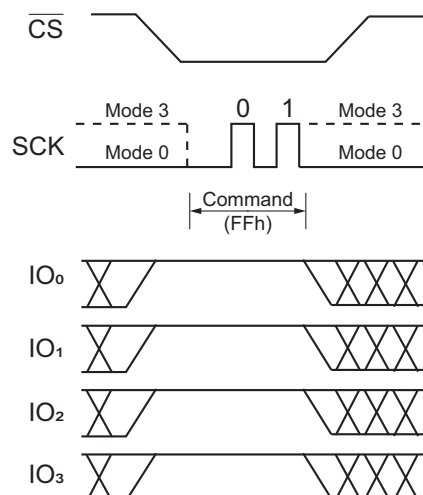 CS
0 1
Mode 3 Mode 3
SCK
Mode 0 Mode 0
Command
(FFh)
IO₀
IO₁
IO₂
IO₃